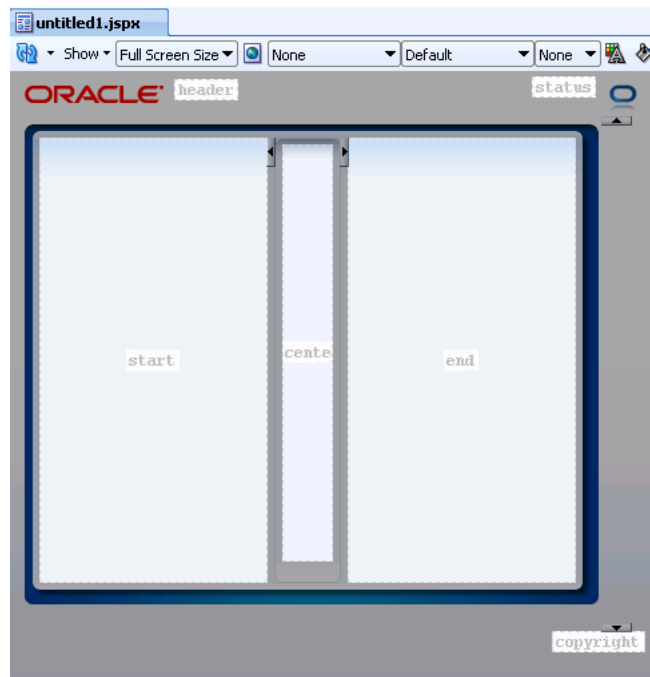 untitled1.jspx
Show Full Screen Size None Default None
ORACLE header status
start cente end
copyright